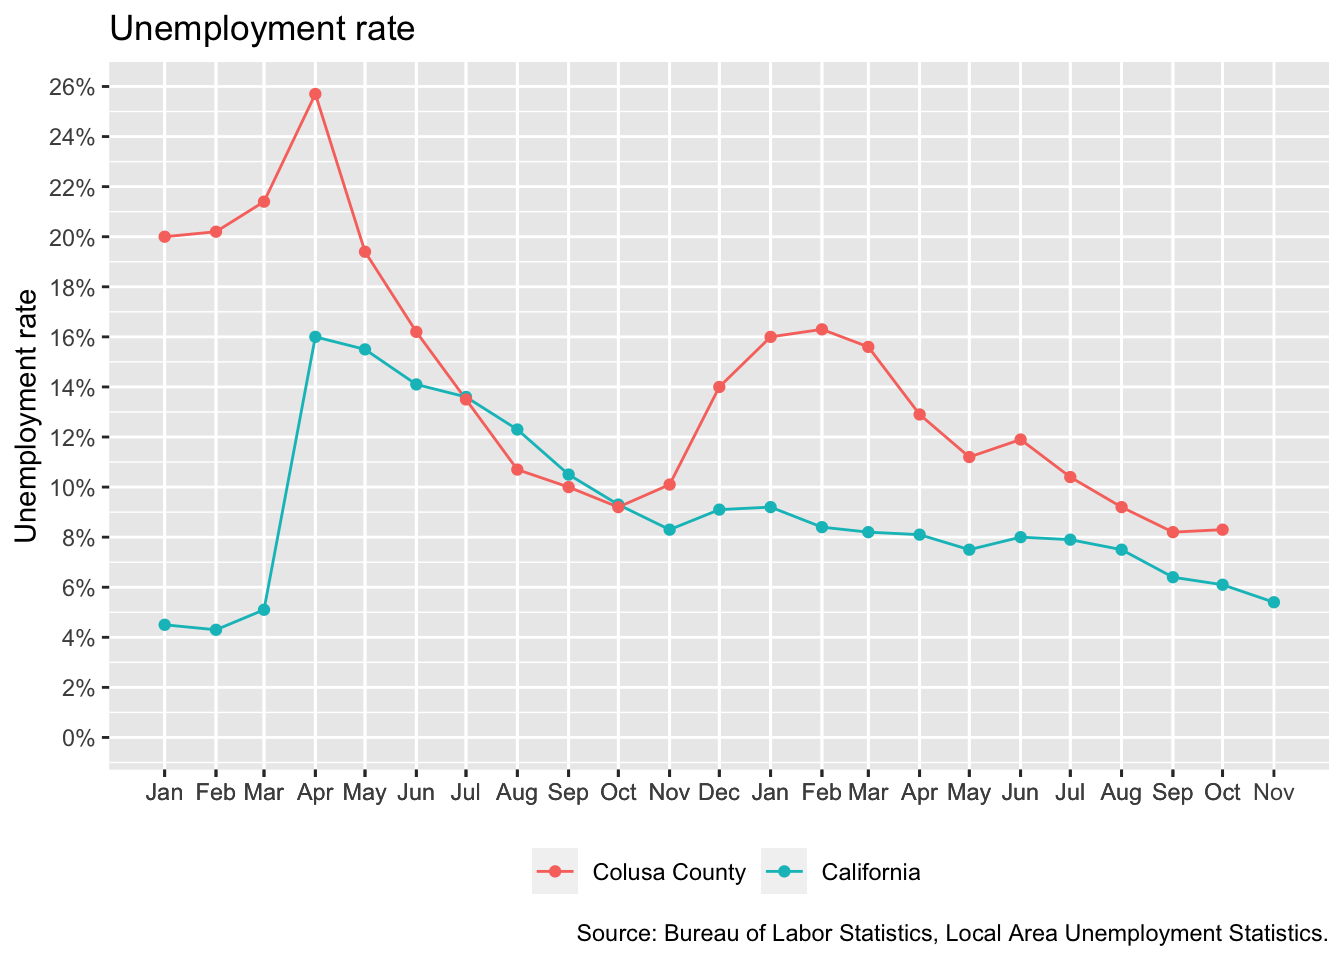 Unemployment rate
26%
24%
22%
20%
18%
16%
14%
12%
10%
8%
6%
4%
2%
0%
Unemployment rate
Jan Feb Mar Apr May Jun Jul Aug Sep Oct Nov Dec Jan Feb Mar Apr May Jun Jul Aug Sep Oct Nov
Colusa County California
Source: Bureau of Labor Statistics, Local Area Unemployment Statistics.